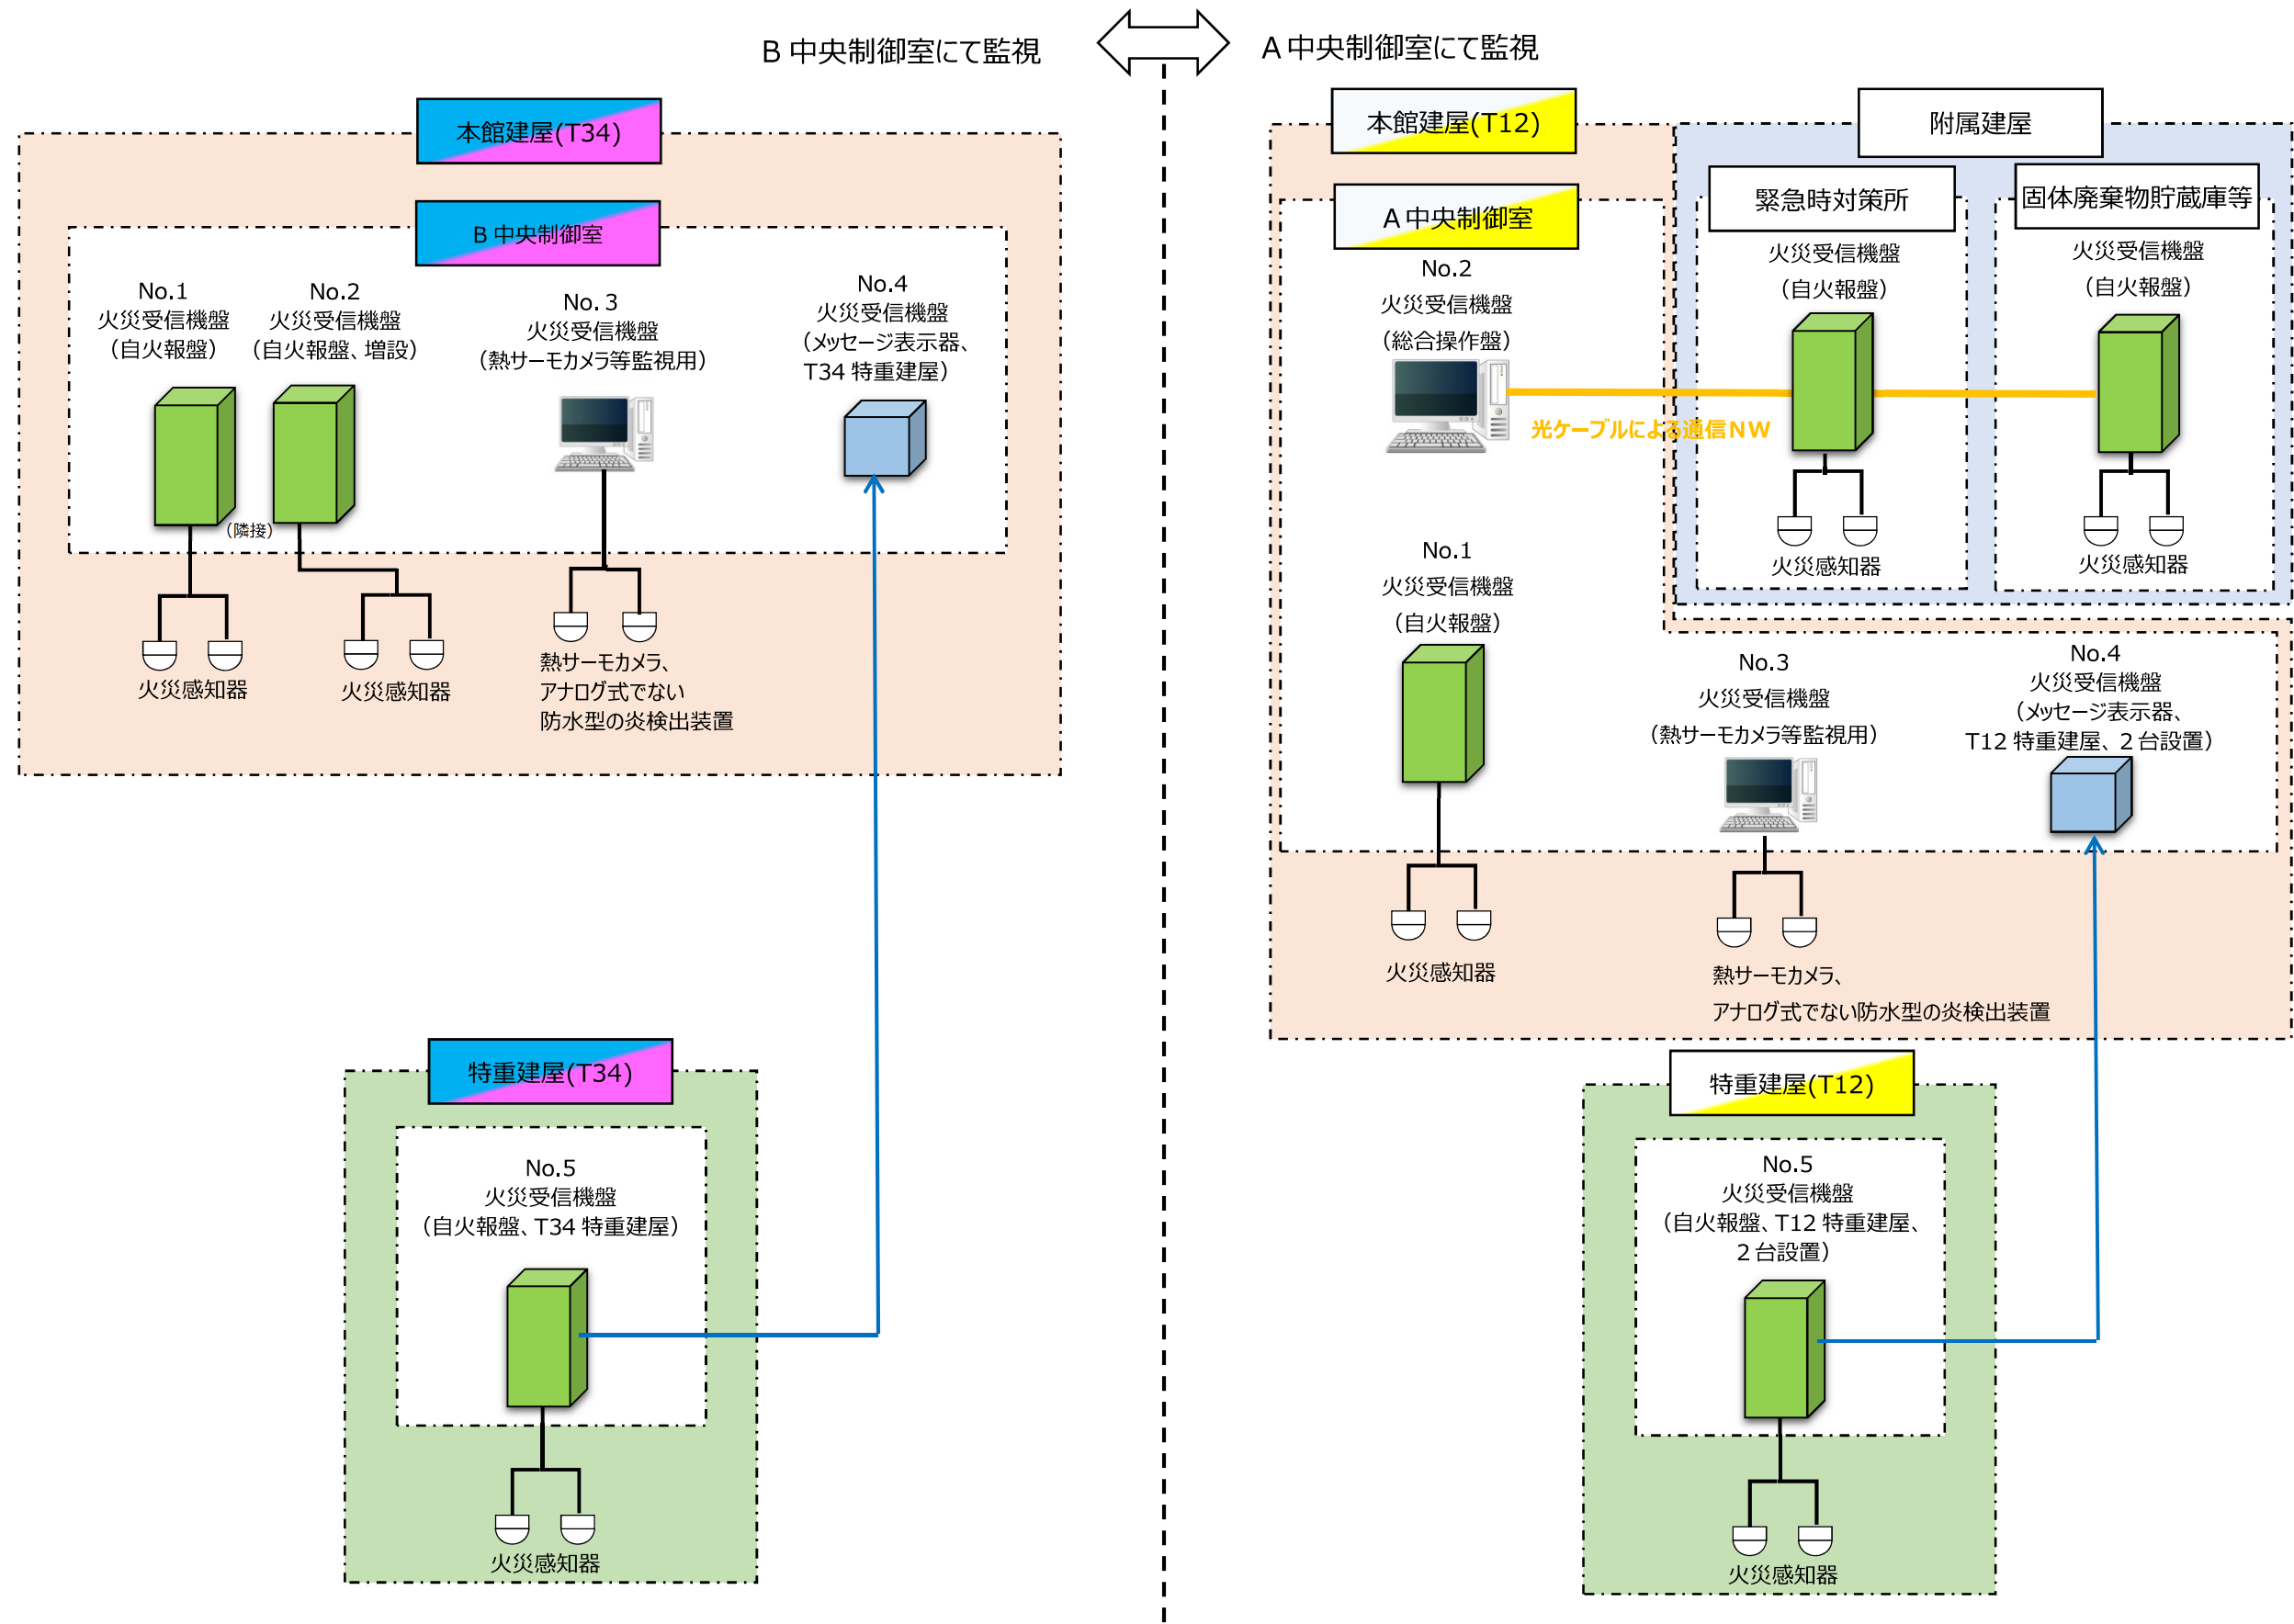 B 中央制御室にて監視
A 中央制御室にて監視
本館建屋(T34)
B 中央制御室
No.1
火災受信機盤
（自火報盤）
No.2
火災受信機盤
（自火報盤、増設）
（隣接）
No. 3
火災受信機盤
（熱サーモカメラ等監視用）
No.4
火災受信機盤
（メッセージ表示器、
T34 特重建屋）
火災感知器
火災感知器
熱サーモカメラ、
アナログ式でない
防水型の炎検出装置
特重建屋(T34)
No.5
火災受信機盤
（自火報盤、T34 特重建屋）
火災感知器
本館建屋(T12)
A 中央制御室
No.2
火災受信機盤
（総合操作盤）
光ケーブルによる通信NW
附属建屋
緊急時対策所
火災受信機盤
（自火報盤）
火災感知器
固体廃棄物貯蔵庫等
火災受信機盤
（自火報盤）
火災感知器
No.1
火災受信機盤
（自火報盤）
火災感知器
No.3
火災受信機盤
（熱サーモカメラ等監視用）
熱サーモカメラ、
アナログ式でない防水型の炎検出装置
No.4
火災受信機盤
（メッセージ表示器、
T12 特重建屋、2 台設置）
特重建屋(T12)
No.5
火災受信機盤
（自火報盤、T12 特重建屋、
2 台設置）
火災感知器